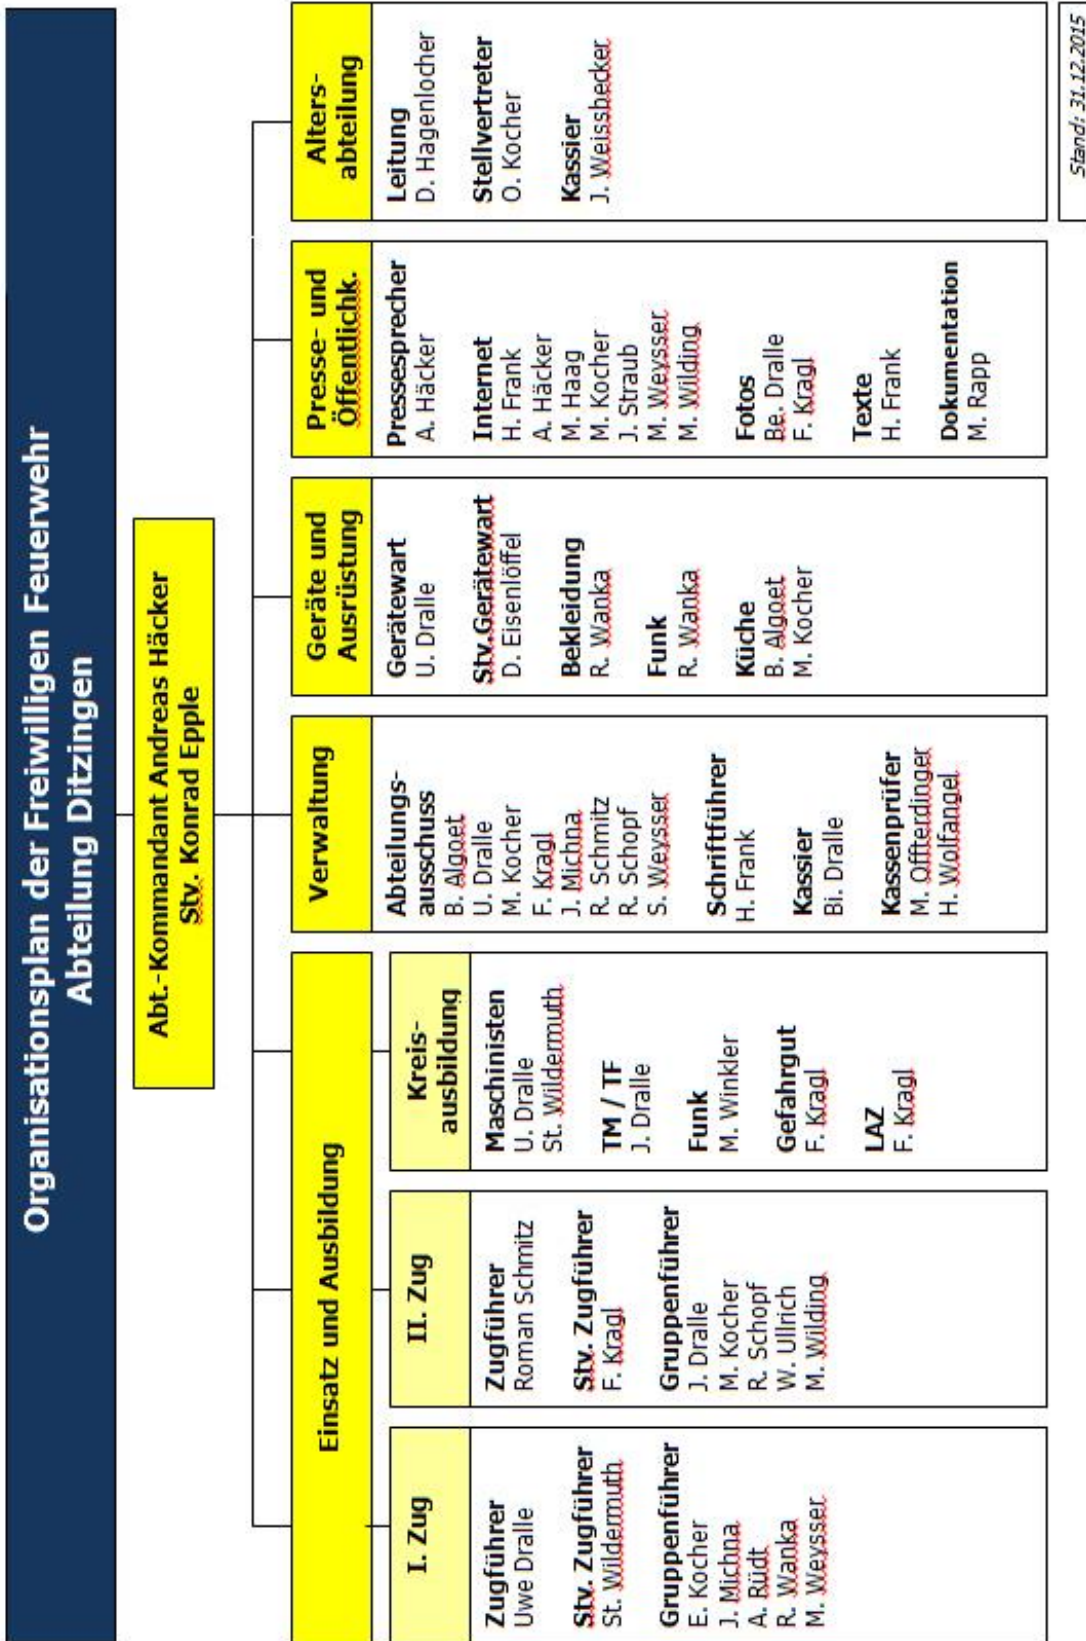 Organisationsplan der Freiwilligen Feuerwehr
Abteilung Ditzingen
Abt.-Kommandant Andreas Häcker
Stv. Konrad Epple
Einsatz und Ausbildung
I. Zug
Zugführer
Uwe Dralle
Stv. Zugführer
St. Wildermuth
Gruppenführer
E. Kocher
J. Michna
A. Rüdt
R. Wanka
M. Weysser
II. Zug
Zugführer
Roman Schmitz
Stv. Zugführer
F. Kragl
Gruppenführer
J. Dralle
M. Kocher
R. Schopf
W. Ullrich
M. Wilding
Kreis-
ausbildung
Maschinisten
U. Dralle
St. Wildermuth
TM / TF
J. Dralle
Funk
M. Winkler
Gefahrgut
F. Kragl
LAZ
F. Kragl
Verwaltung
Abteilungs-
ausschuss
B. Algoet
U. Dralle
M. Kocher
F. Kragl
J. Michna
R. Schmitz
R. Schopf
S. Weysser
Schriftführer
H. Frank
Kassier
Bi. Dralle
Kassenprüfer
M. Offterdinger
H. Wolfangel
Geräte und
Ausrüstung
Gerätewart
U. Dralle
Stv.Gerätewart
D. Eisenlöffel
Bekleidung
R. Wanka
Funk
R. Wanka
Küche
B. Algoet
M. Kocher
Presse- und
Öffentlichk.
Pressesprecher
A. Häcker
Internet
H. Frank
A. Häcker
M. Haag
M. Kocher
J. Straub
M. Weysser
M. Wilding
Fotos
Be. Dralle
F. Kragl
Texte
H. Frank
Dokumentation
M. Rapp
Alters-
abteilung
Leitung
D. Hagenlocher
Stellvertreter
O. Kocher
Kassier
J. Weissbecker
Stand: 31.12.2015